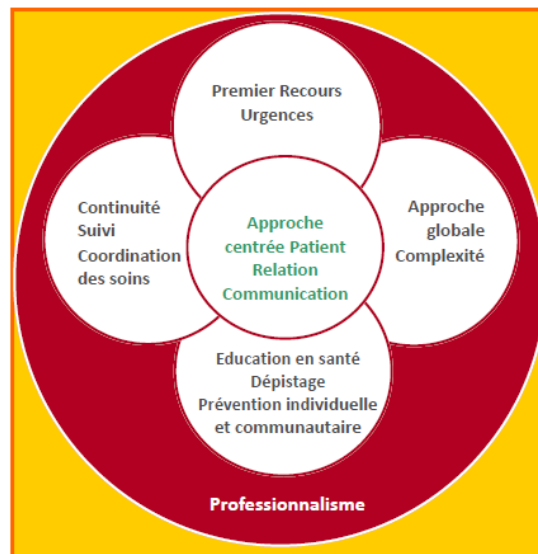 Premier Recours
Urgences
Continuité
Suivi
Coordination
des soins
Approche
centrée Patient
Relation
Communication
Approche
globale
Complexité
Education en santé
Dépistage
Prévention individuelle
et communautaire
Professionnalisme